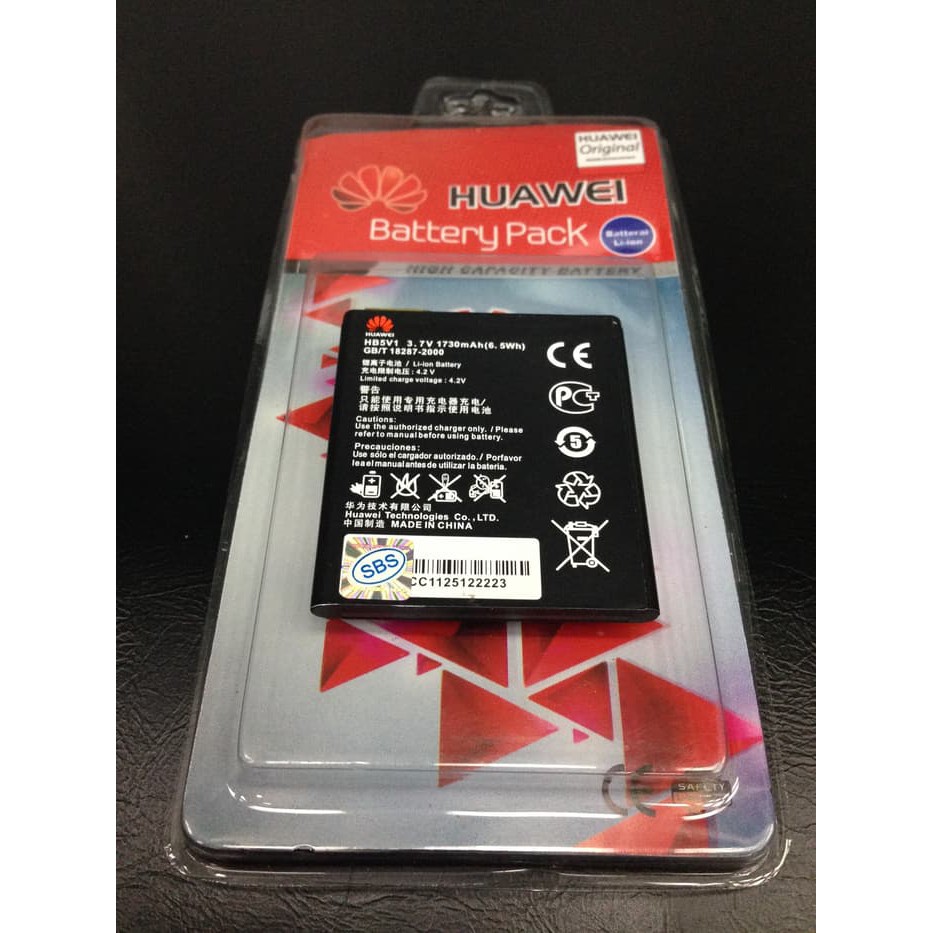 HUAWEI
Original
HUAWEI
Battery Pack
Batterai
Li-ion
HIGH CAPACITY BATTERY
HUAWEI
HB5V1 3.7V 1730mAh(6.5Wh)
GB/T 18287-2000
锂离子电池 / Li-ion Battery
充电限制电压：4.2 V
Limited charge voltage : 4.2V
警告
只能使用专用充电器充电/
请按照说明书指示使用电池
Cautions:
Use the authorized charger only. / Please
refer to manual before using battery.
Precauciones:
Use sólo el cargador autorizado. / Porfavor
lea el manual antes de utilizar la bateria.
华为技术有限公司
Huawei Technologies Co., LTD.
中国制造 MADE IN CHINA
CE
PC+
5
SBS
CC1125122223
CE
SAFETY